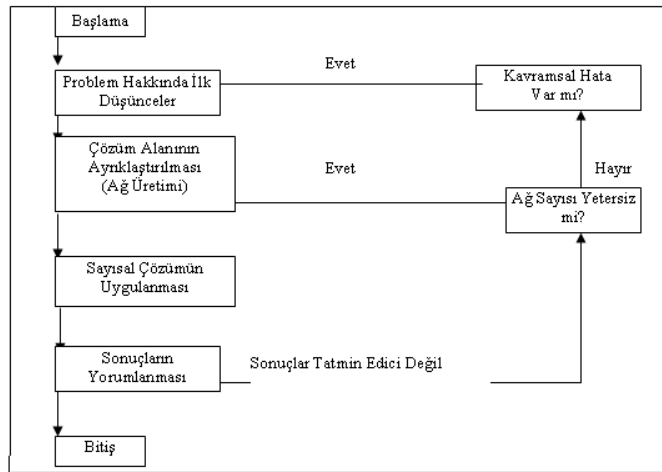 Başlama
Evet
Problem Hakkında İlk
Düşünceler
Kavramsal Hata
Var mı?
Çözüm Alanının
Ayrıklaştırılması
(Ağ Üretimi)
Evet
Hayır
Ağ Sayısı Yetersiz
mi?
Sayısal Çözümün
Uygulanması
Sonuçların
Yorumlanması
Sonuçlar Tatmin Edici Değil
Bitiş